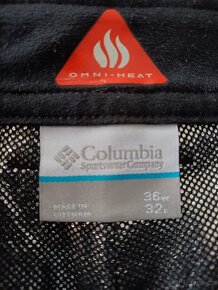 OMNI-HEAT
Columbia
Sportswear Company
36W
MADE IN
VIETNAM
32L